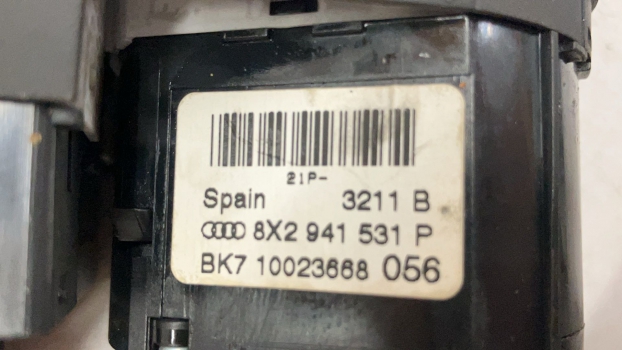 21P-
Spain 3211 B
8X2 941 531 P
BK7 10023668 056